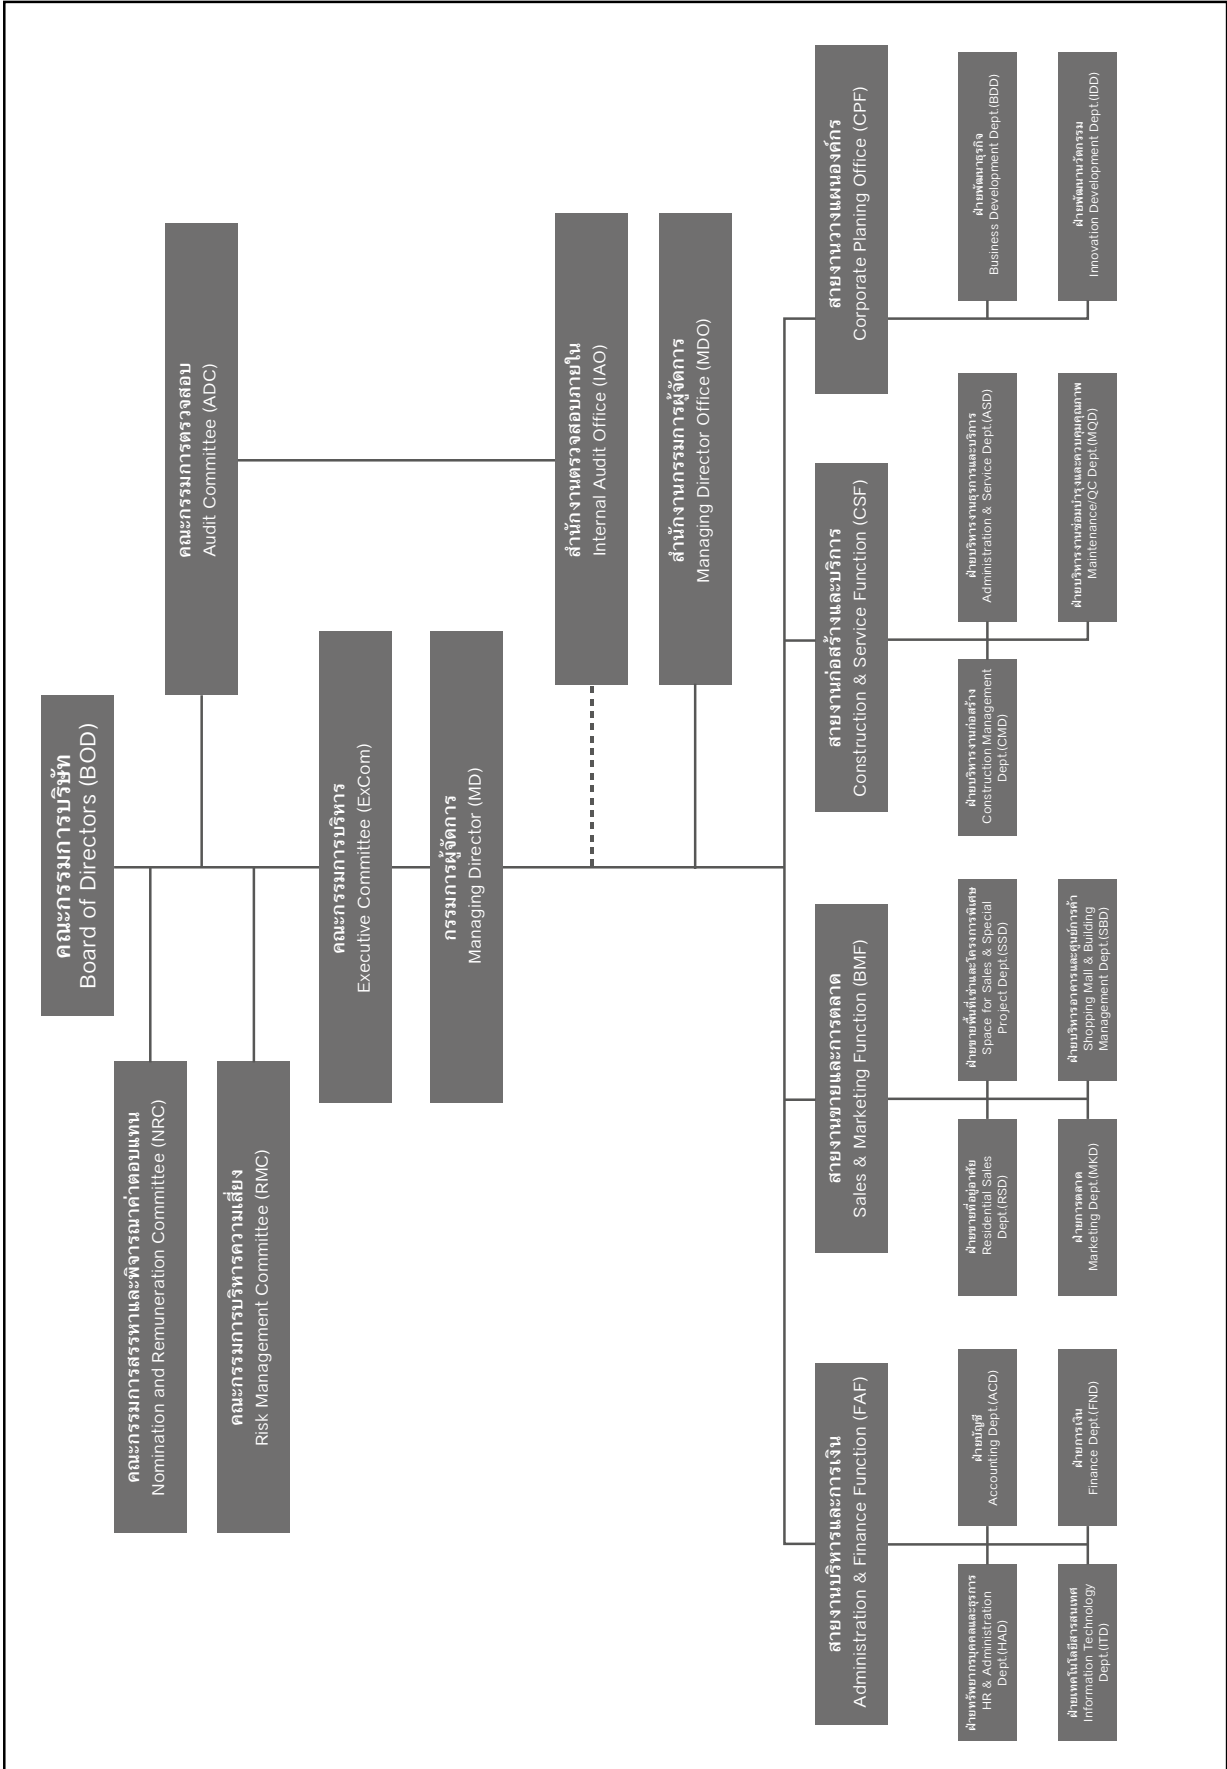 คณะกรรมการบริษัท
Board of Directors (BOD)
คณะกรรมการสรรหาและพิจารณาค่าตอบแทน
Nomination and Remuneration Committee (NRC)
คณะกรรมการตรวจสอบ
Audit Committee (ADC)
คณะกรรมการบริหารความเสี่ยง
Risk Management Committee (RMC)
คณะกรรมการบริหาร
Executive Committee (ExCom)
กรรมการผู้จัดการ
Managing Director (MD)
สำนักงานตรวจสอบภายใน
Internal Audit Office (IAO)
สำนักงานกรรมการผู้จัดการ
Managing Director Office (MDO)
สายงานบริหารและการเงิน
Administration & Finance Function (FAF)
สายงานขายและการตลาด
Sales & Marketing Function (BMF)
สายงานก่อสร้างและบริการ
Construction & Service Function (CSF)
สายงานวางแผนองค์กร
Corporate Planing Office (CPF)
ฝ่ายทรัพยากรบุคคลและธุรการ
HR & Administration
Dept.(HAD)
ฝ่ายบัญชี
Accounting Dept.(ACD)
ฝ่ายขายที่อยู่อาศัย
Residential Sales
Dept.(RSD)
ฝ่ายขายพื้นที่เช่าและโครงการพิเศษ
Space for Sales & Special
Project Dept.(SSD)
ฝ่ายบริหารงานก่อสร้าง
Construction Management
Dept.(CMD)
ฝ่ายบริหารงานธุรการและบริการ
Administration & Service Dept.(ASD)
ฝ่ายพัฒนาธุรกิจ
Business Development Dept.(BDD)
ฝ่ายเทคโนโลยีสารสนเทศ
Information Technology
Dept.(ITD)
ฝ่ายการเงิน
Finance Dept.(FND)
ฝ่ายการตลาด
Marketing Dept.(MKD)
ฝ่ายบริหารอาคารและศูนย์การค้า
Shopping Mall & Building
Management Dept.(SBD)
ฝ่ายบริหารงานซ่อมบำรุงและควบคุมคุณภาพ
Maintenance/QC Dept.(MQD)
ฝ่ายพัฒนานวัตกรรม
Innovation Development Dept.(IDD)